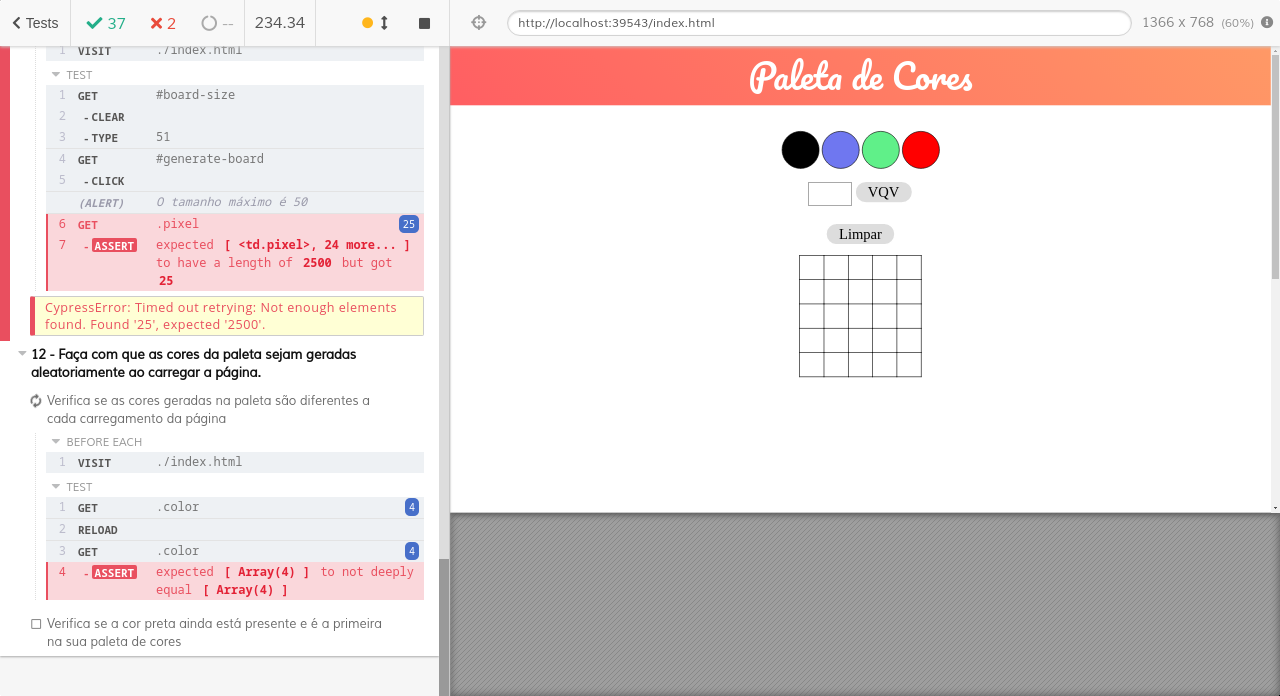 Tests 37 2 -- 234.34
1 VISIT ./index.html
TEST
1 GET #board-size
2 -CLEAR
3 -TYPE 51
4 GET #generate-board
5 -CLICK
(ALERT) O tamanho máximo é 50
6 GET .pixel 25
7 -ASSERT expected [ <td.pixel>, 24 more... ]
to have a length of 2500 but got
25
CypressError: Timed out retrying: Not enough elements
found. Found '25', expected '2500'.
12 - Faça com que as cores da paleta sejam geradas
aleatoriamente ao carregar a página.
Verifica se as cores geradas na paleta são diferentes a
cada carregamento da página
BEFORE EACH
1 VISIT ./index.html
TEST
1 GET .color 4
2 RELOAD
3 GET .color 4
4 -ASSERT expected [ Array(4) ] to not deeply
equal [ Array(4) ]
Verifica se a cor preta ainda está presente e é a primeira
na sua paleta de cores
http://localhost:39543/index.html 1366 x 768 (60%)
Paleta de Cores
VQV
Limpar